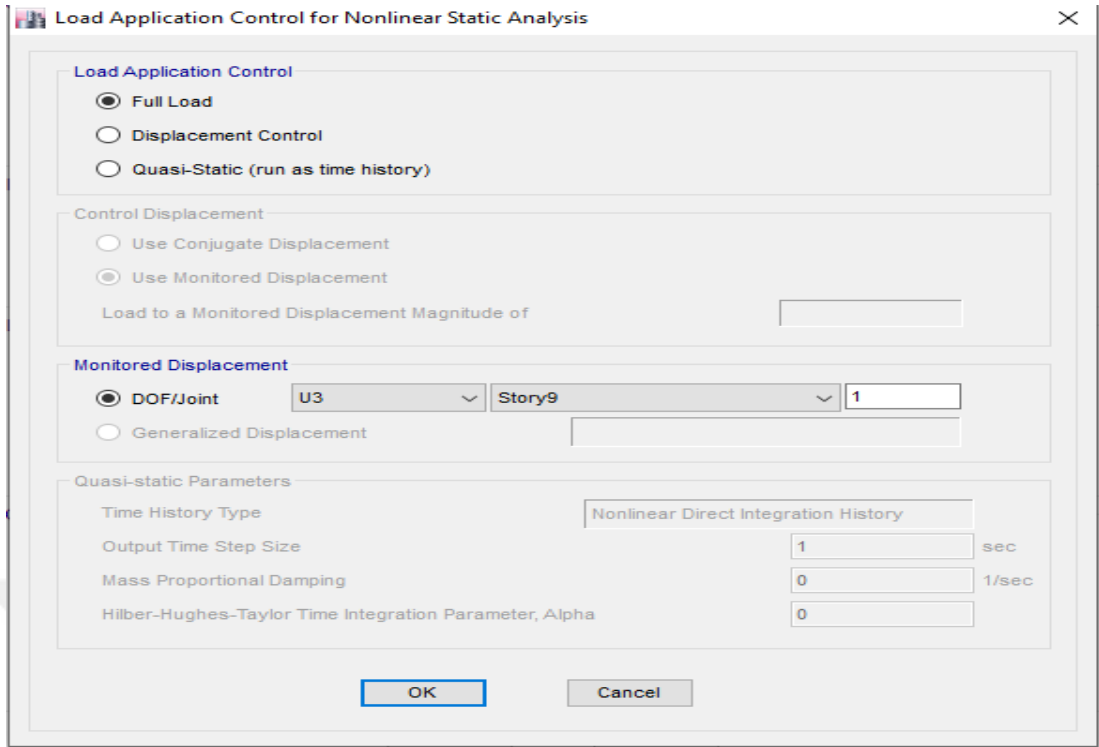 Load Application Control for Nonlinear Static Analysis
Load Application Control
Full Load
Displacement Control
Quasi-Static (run as time history)
Control Displacement
Use Conjugate Displacement
Use Monitored Displacement
Load to a Monitored Displacement Magnitude of
Monitored Displacement
DOF/Joint U3 Story9 1
Generalized Displacement
Quasi-static Parameters
Time History Type Nonlinear Direct Integration History
Output Time Step Size 1 sec
Mass Proportional Damping 0 1/sec
Hilber-Hughes-Taylor Time Integration Parameter, Alpha 0
OK Cancel